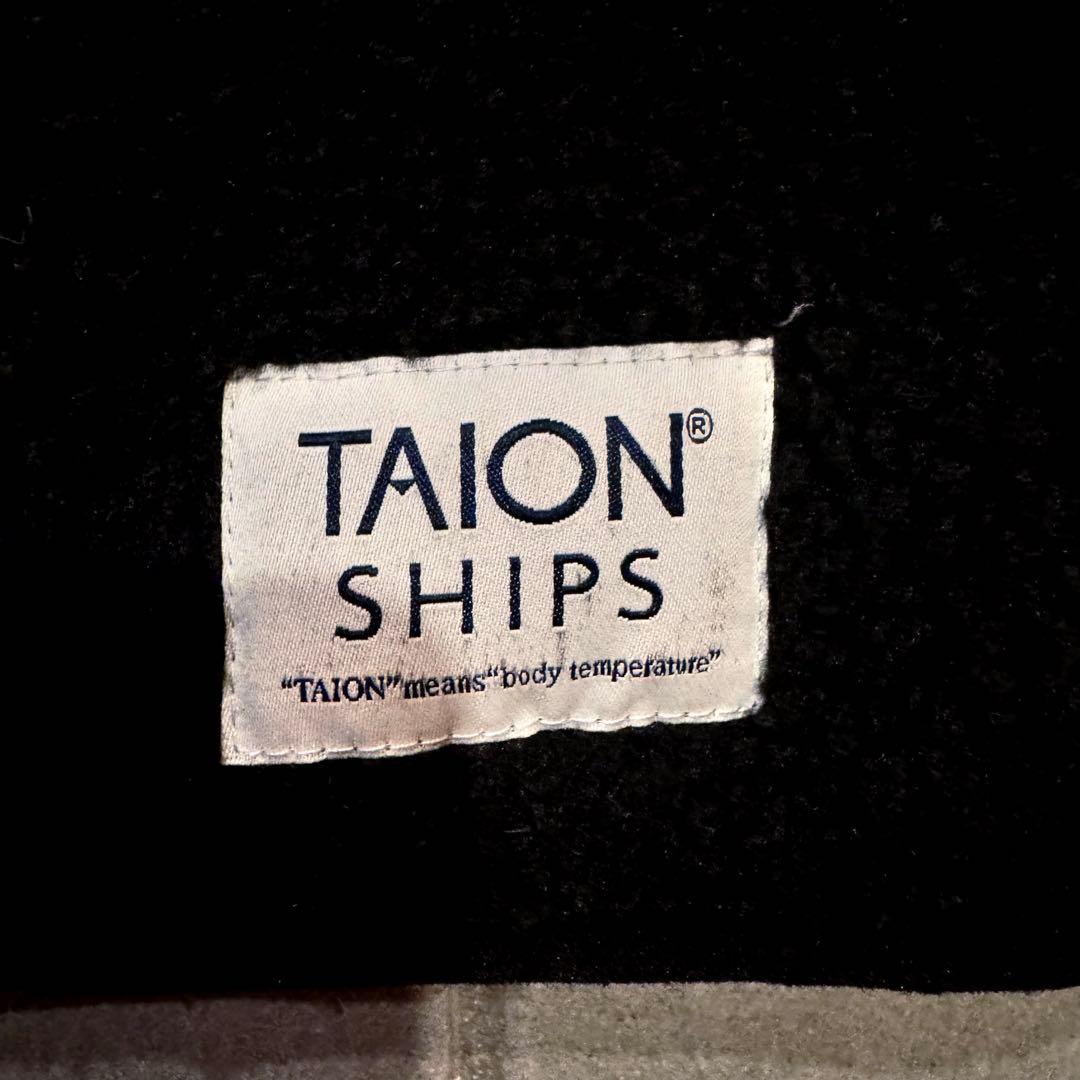 TAION®
SHIPS
“TAION” means “body temperature”